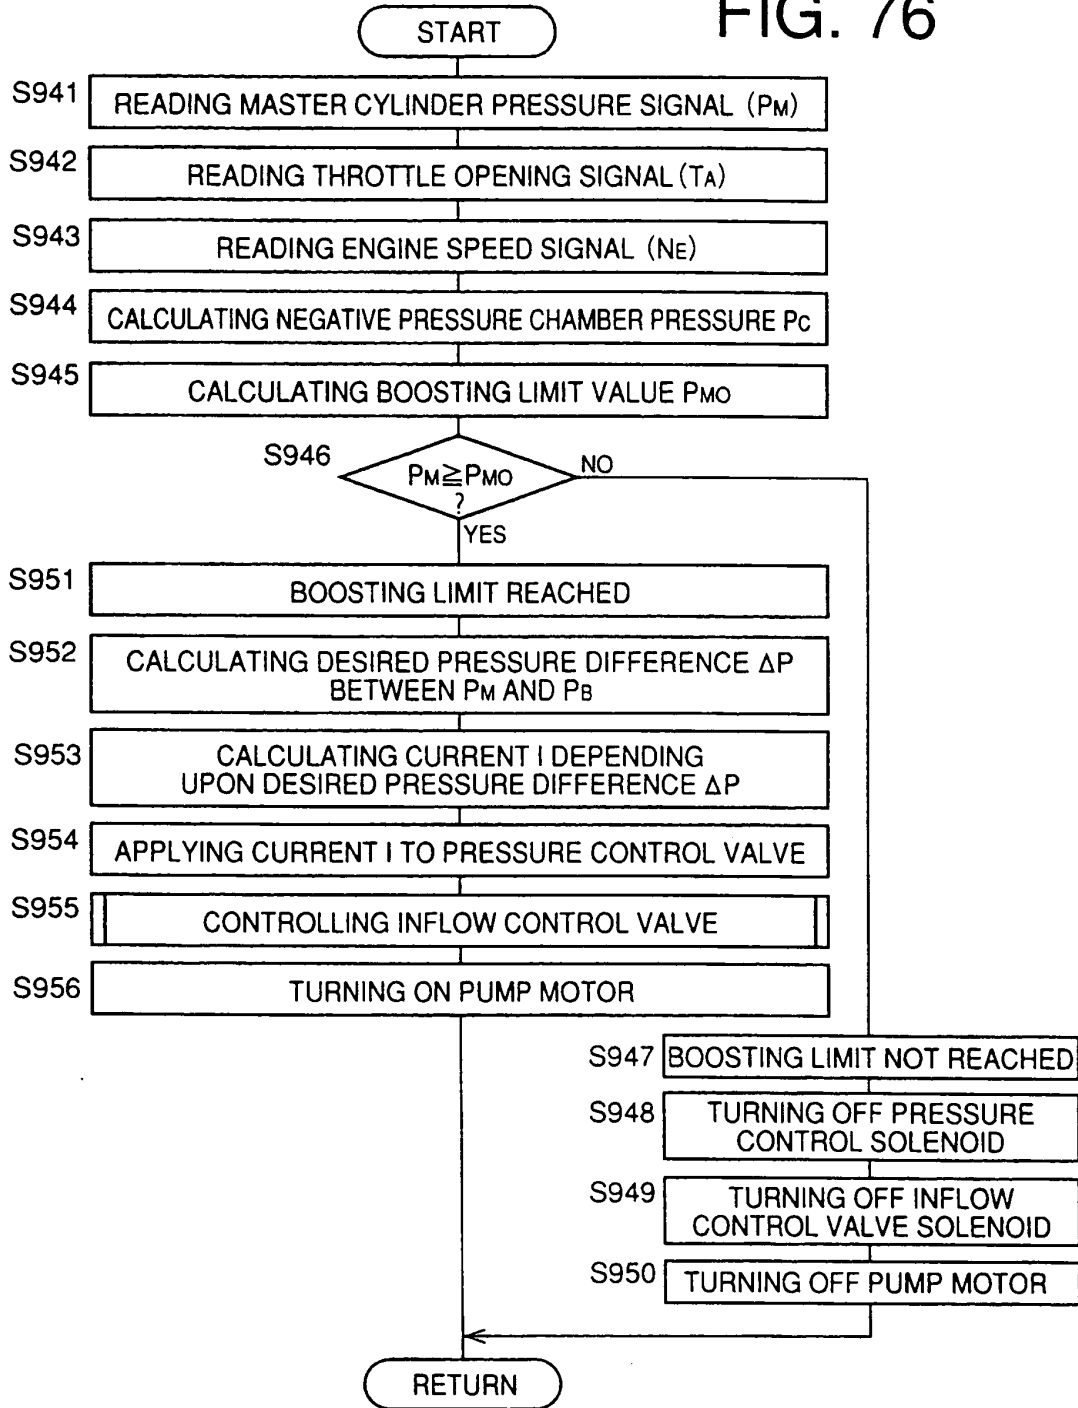 FIG. 76
START
S941 READING MASTER CYLINDER PRESSURE SIGNAL (PM)
S942 READING THROTTLE OPENING SIGNAL (TA)
S943 READING ENGINE SPEED SIGNAL (NE)
S944 CALCULATING NEGATIVE PRESSURE CHAMBER PRESSURE PC
S945 CALCULATING BOOSTING LIMIT VALUE PMO
S946
PM≧PMO
?
NO
YES
S951 BOOSTING LIMIT REACHED
S952 CALCULATING DESIRED PRESSURE DIFFERENCE ΔP
BETWEEN PM AND PB
S953 CALCULATING CURRENT I DEPENDING
UPON DESIRED PRESSURE DIFFERENCE ΔP
S954 APPLYING CURRENT I TO PRESSURE CONTROL VALVE
S955 CONTROLLING INFLOW CONTROL VALVE
S956 TURNING ON PUMP MOTOR
S947 BOOSTING LIMIT NOT REACHED
S948 TURNING OFF PRESSURE
CONTROL SOLENOID
S949 TURNING OFF INFLOW
CONTROL VALVE SOLENOID
S950 TURNING OFF PUMP MOTOR
RETURN